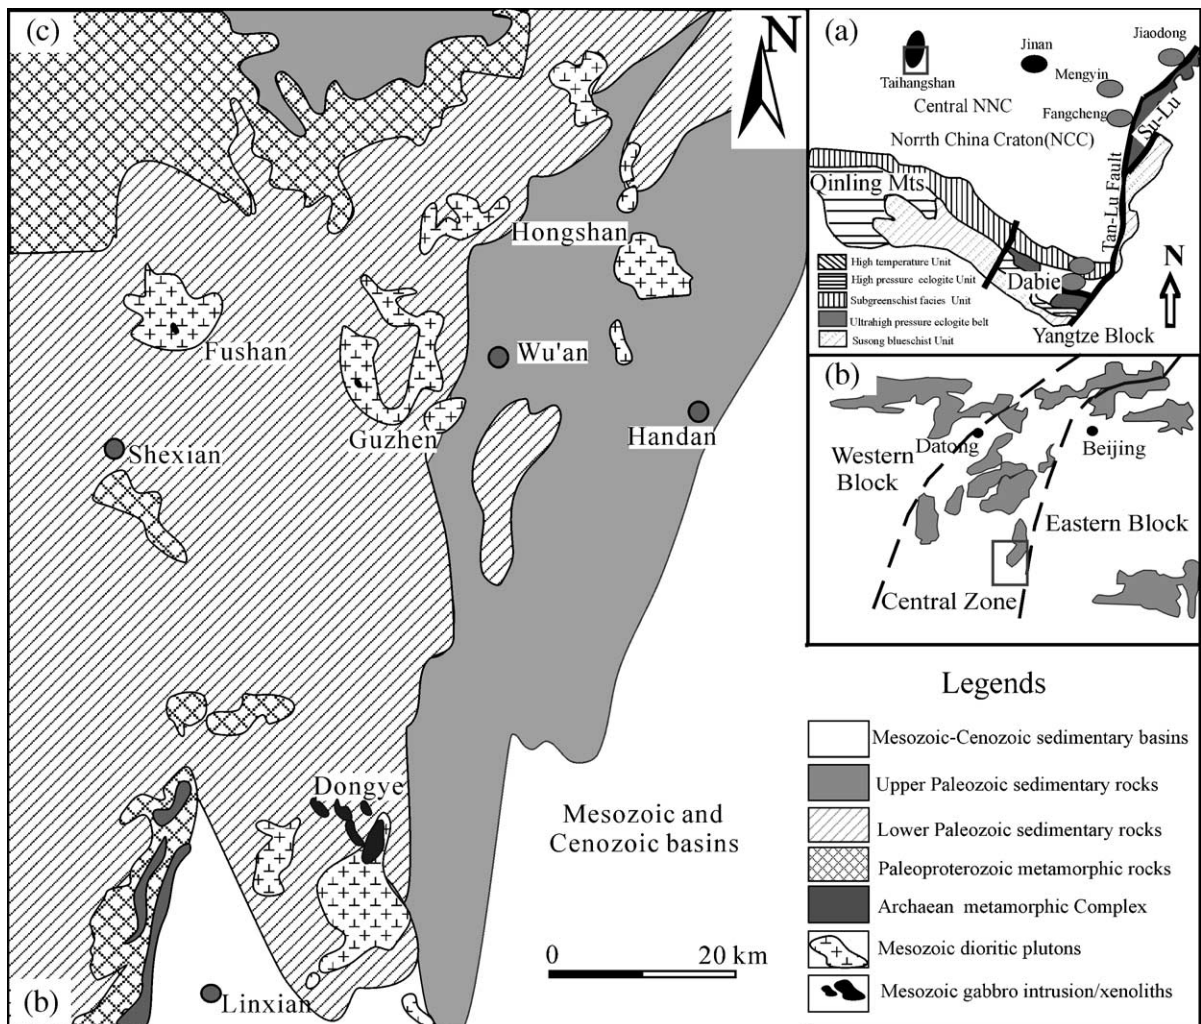 (c)
N
Hongshan
Fushan
Wu'an
Guzhen
Handan
Shexian
Dongye
Mesozoic and
Cenozoic basins
0
20 km
Linxian
(b)
(a)
Jiaodong
Jinan
Taihangshan
Mengyin
Central NNC
Fangcheng
Su-Lu
Norrth China Craton(NCC)
Qinling Mts
Tan-Lu Fault
N
High temperature Unit
High pressure eclogite Unit
Dabie
Subgreenschist facies Unit
Ultrahigh pressure eclogite belt
Yangtze Block
Susong blueschist Unit
(b)
Datong
Beijing
Western
Block
Eastern Block
Central Zone
Legends
Mesozoic-Cenozoic sedimentary basins
Upper Paleozoic sedimentary rocks
Lower Paleozoic sedimentary rocks
Paleoproterozoic metamorphic rocks
Archaean metamorphic Complex
Mesozoic dioritic plutons
Mesozoic gabbro intrusion/xenoliths